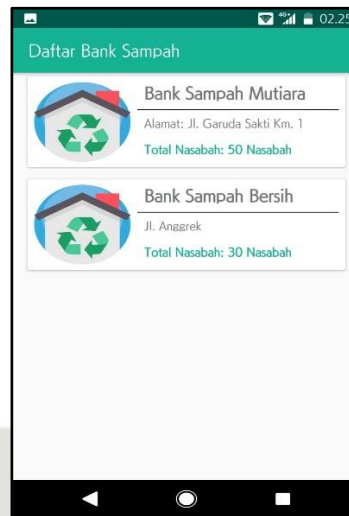 4G 02.25
Daftar Bank Sampah
Bank Sampah Mutiara
Alamat: Jl. Garuda Sakti Km. 1
Total Nasabah: 50 Nasabah
Bank Sampah Bersih
Jl. Anggrek
Total Nasabah: 30 Nasabah